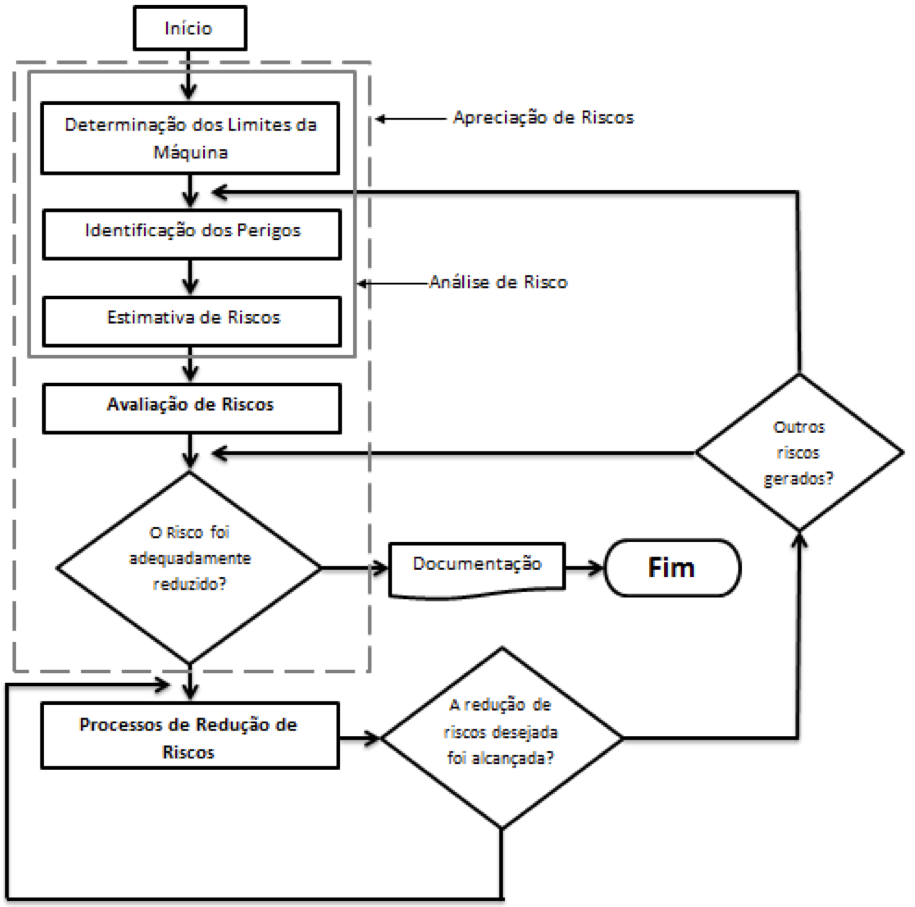 Início
Determinação dos Limites da
Máquina
Apreciação de Riscos
Identificação dos Perigos
Análise de Risco
Estimativa de Riscos
Avaliação de Riscos
Outros
riscos
gerados?
O Risco foi
adequadamente
reduzido?
Documentação
Fim
Processos de Redução de
Riscos
A redução de
riscos desejada
foi alcançada?